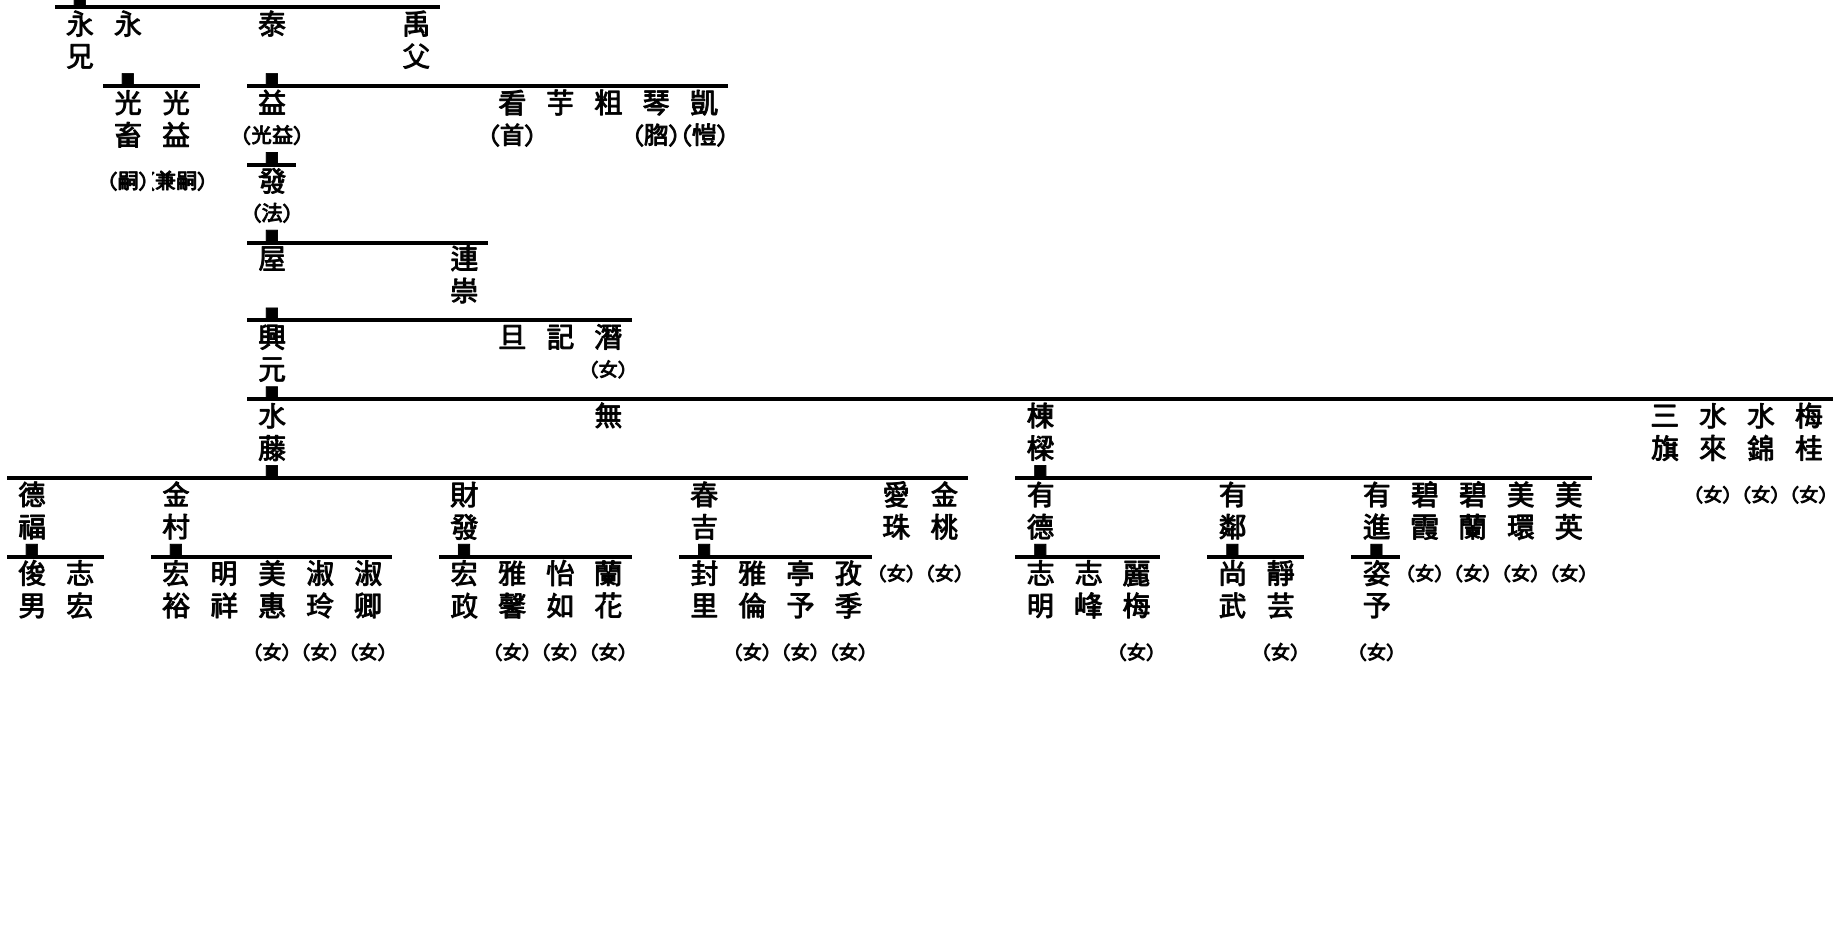 永兄 永 泰 禹父
光畜（嗣） 光益（兼嗣） 益（光益） 看（首） 芋 粗 琴（䐃） 凱（愷）
發（法）
屋 連崇
興元 旦 記 潛（女）
水藤 無 棟樑 三旗 水來（女） 水錦（女） 梅桂（女）
德福 金村 財發 春吉 愛珠（女） 金桃（女） 有德 有鄰 有進 碧霞（女） 碧蘭（女） 美環（女） 美英（女）
俊男 志宏 宏裕 明祥 美惠（女） 淑玲（女） 淑卿（女） 宏政 雅馨（女） 怡如（女） 蘭花（女） 封里 雅倫（女） 亭予（女） 孜季（女） 志明 志峰 麗梅（女） 尚武 靜芸（女） 姿予（女）